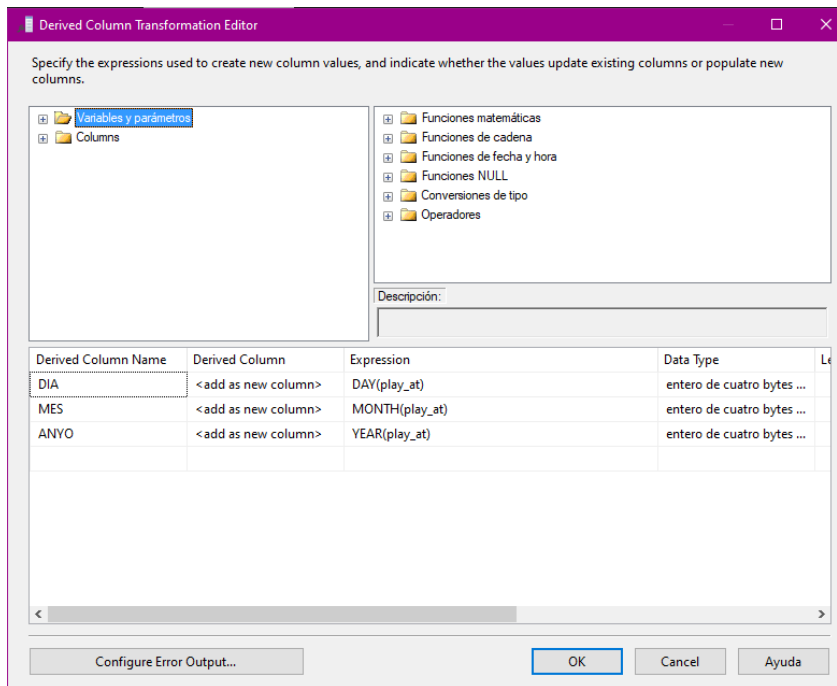 Derived Column Transformation Editor
Specify the expressions used to create new column values, and indicate whether the values update existing columns or populate new
columns.
Variables y parámetros
Columns
Funciones matemáticas
Funciones de cadena
Funciones de fecha y hora
Funciones NULL
Conversiones de tipo
Operadores
Descripción:
Derived Column Name Derived Column Expression Data Type
DIA <add as new column> DAY(play_at) entero de cuatro bytes ...
MES <add as new column> MONTH(play_at) entero de cuatro bytes ...
ANYO <add as new column> YEAR(play_at) entero de cuatro bytes ...
Configure Error Output... OK Cancel Ayuda